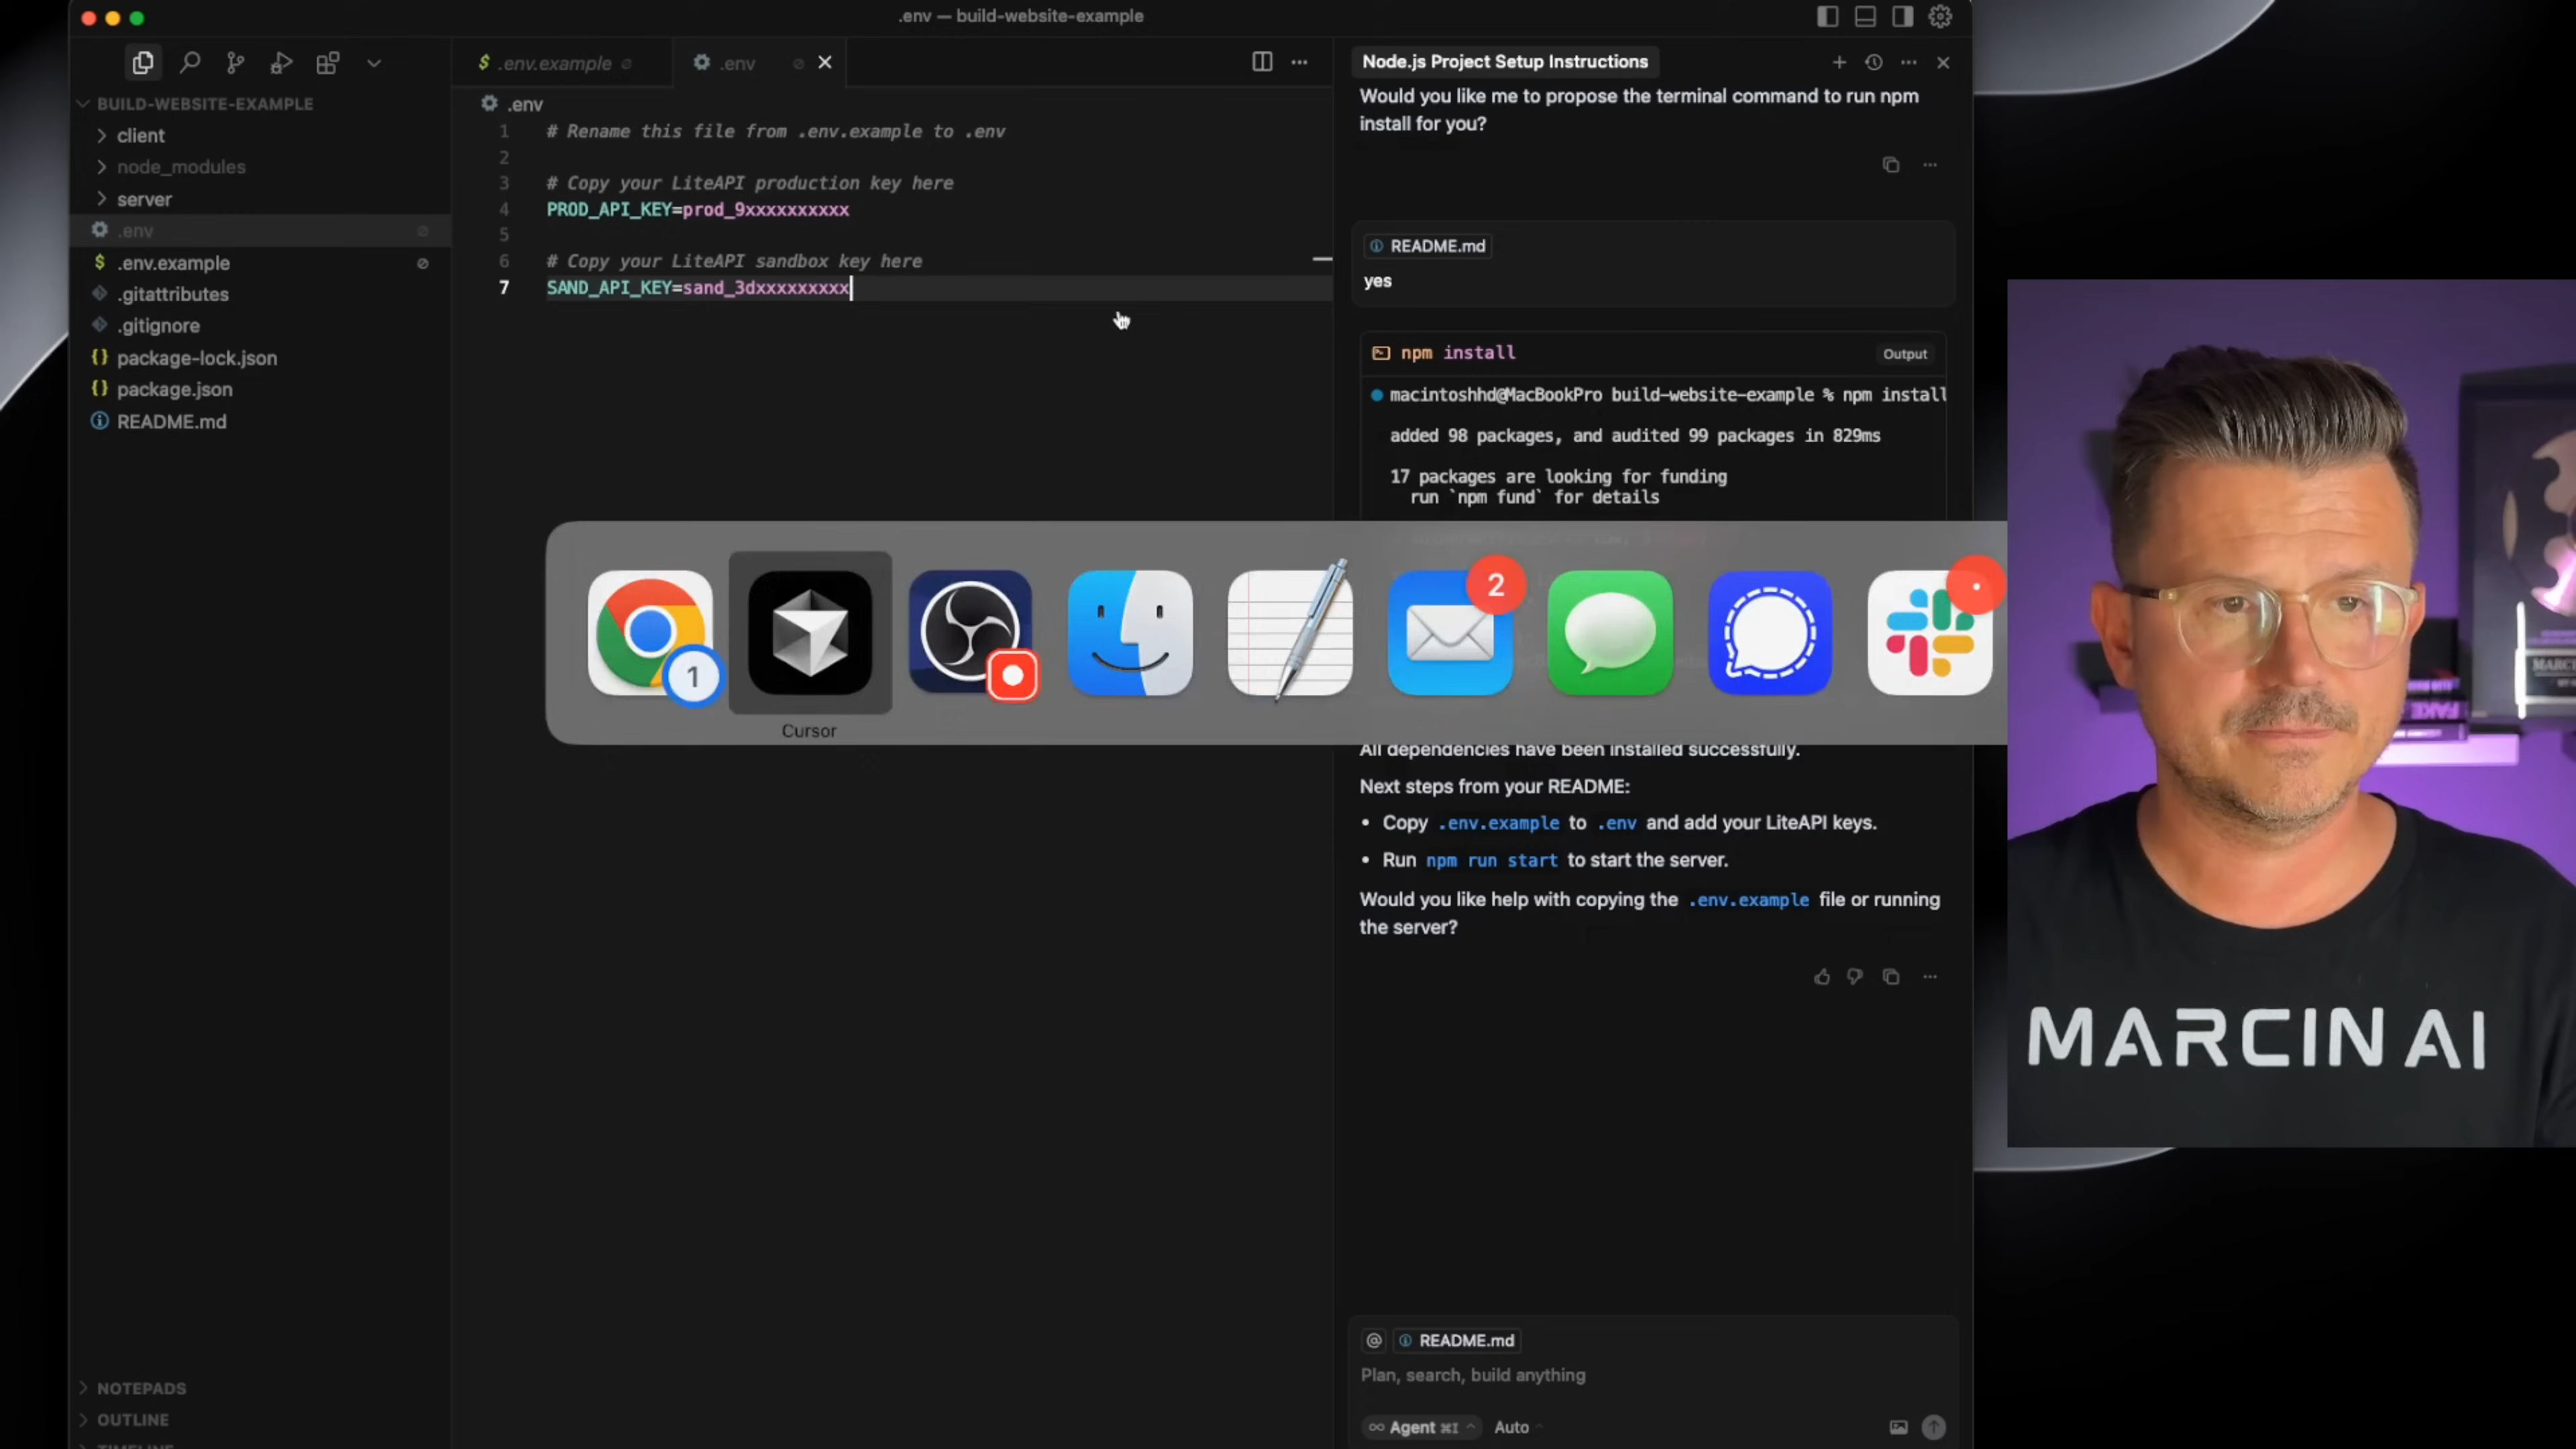 .env — build-website-example
BUILD-WEBSITE-EXAMPLE
client
node_modules
server
.env
.env.example
.gitattributes
.gitignore
package-lock.json
package.json
README.md
NOTEPADS
OUTLINE
TIMELINE
$ .env.example
.env
.env
1 # Rename this file from .env.example to .env
2
3 # Copy your LiteAPI production key here
4 PROD_API_KEY=prod_9xxxxxxxxxx
5
6 # Copy your LiteAPI sandbox key here
7 SAND_API_KEY=sand_3dxxxxxxxxx
Node.js Project Setup Instructions
Would you like me to propose the terminal command to run npm
install for you?
README.md
yes
npm install
Output
macintoshhd@MacBookPro build-website-example % npm install
added 98 packages, and audited 99 packages in 829ms
17 packages are looking for funding
run `npm fund` for details
1
2
Cursor
All dependencies have been installed successfully.
Next steps from your README:
• Copy .env.example to .env and add your LiteAPI keys.
• Run npm run start to start the server.
Would you like help with copying the .env.example file or running
the server?
@ README.md
Plan, search, build anything
∞ Agent ⌘I
Auto
MARCIN AI